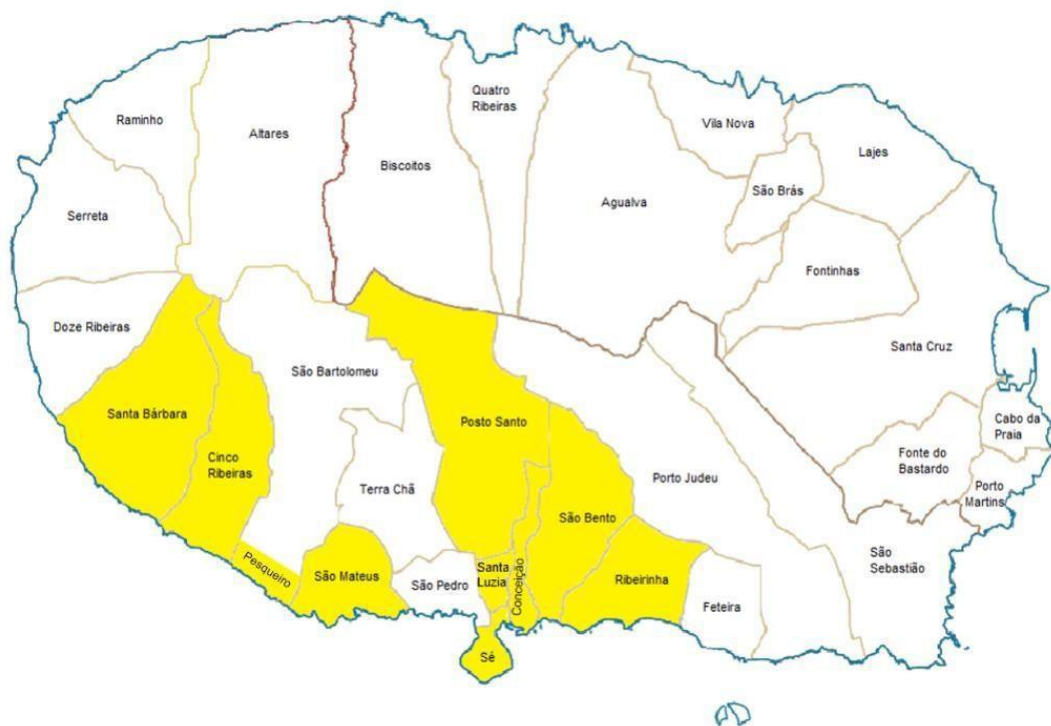 Quatro
Ribeiras
Raminho
Vila Nova
Altares
Lajes
Biscoitos
São Brás
Agualva
Serreta
Fontinhas
Doze Ribeiras
Santa Cruz
São Bartolomeu
Santa Bárbara
Posto Santo
Cabo da
Praia
Cinco
Ribeiras
Fonte do
Bastardo
Porto Judeu
Terra Chã
Porto
Martins
São Bento
São
Sebastião
Pesqueiro
São Mateus
São Pedro
Santa
Luzia
Conceição
Ribeirinha
Feteira
Sé